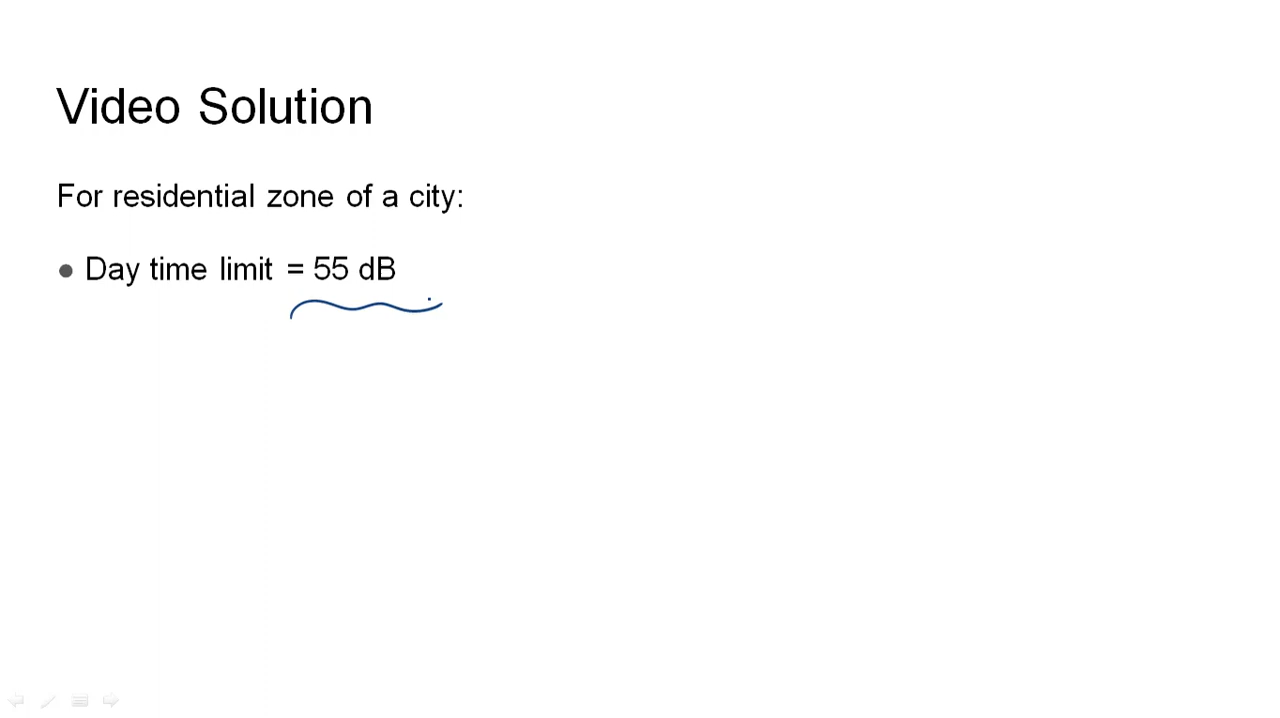 Video Solution
For residential zone of a city:
● Day time limit = 55 dB